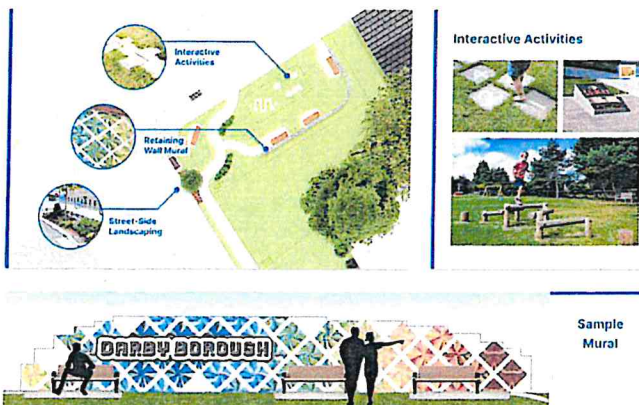 Interactive
Activities
Retaining
Wall Mural
Street-Side
Landscaping
Interactive Activities
DARBY BOROUGH
Sample
Mural